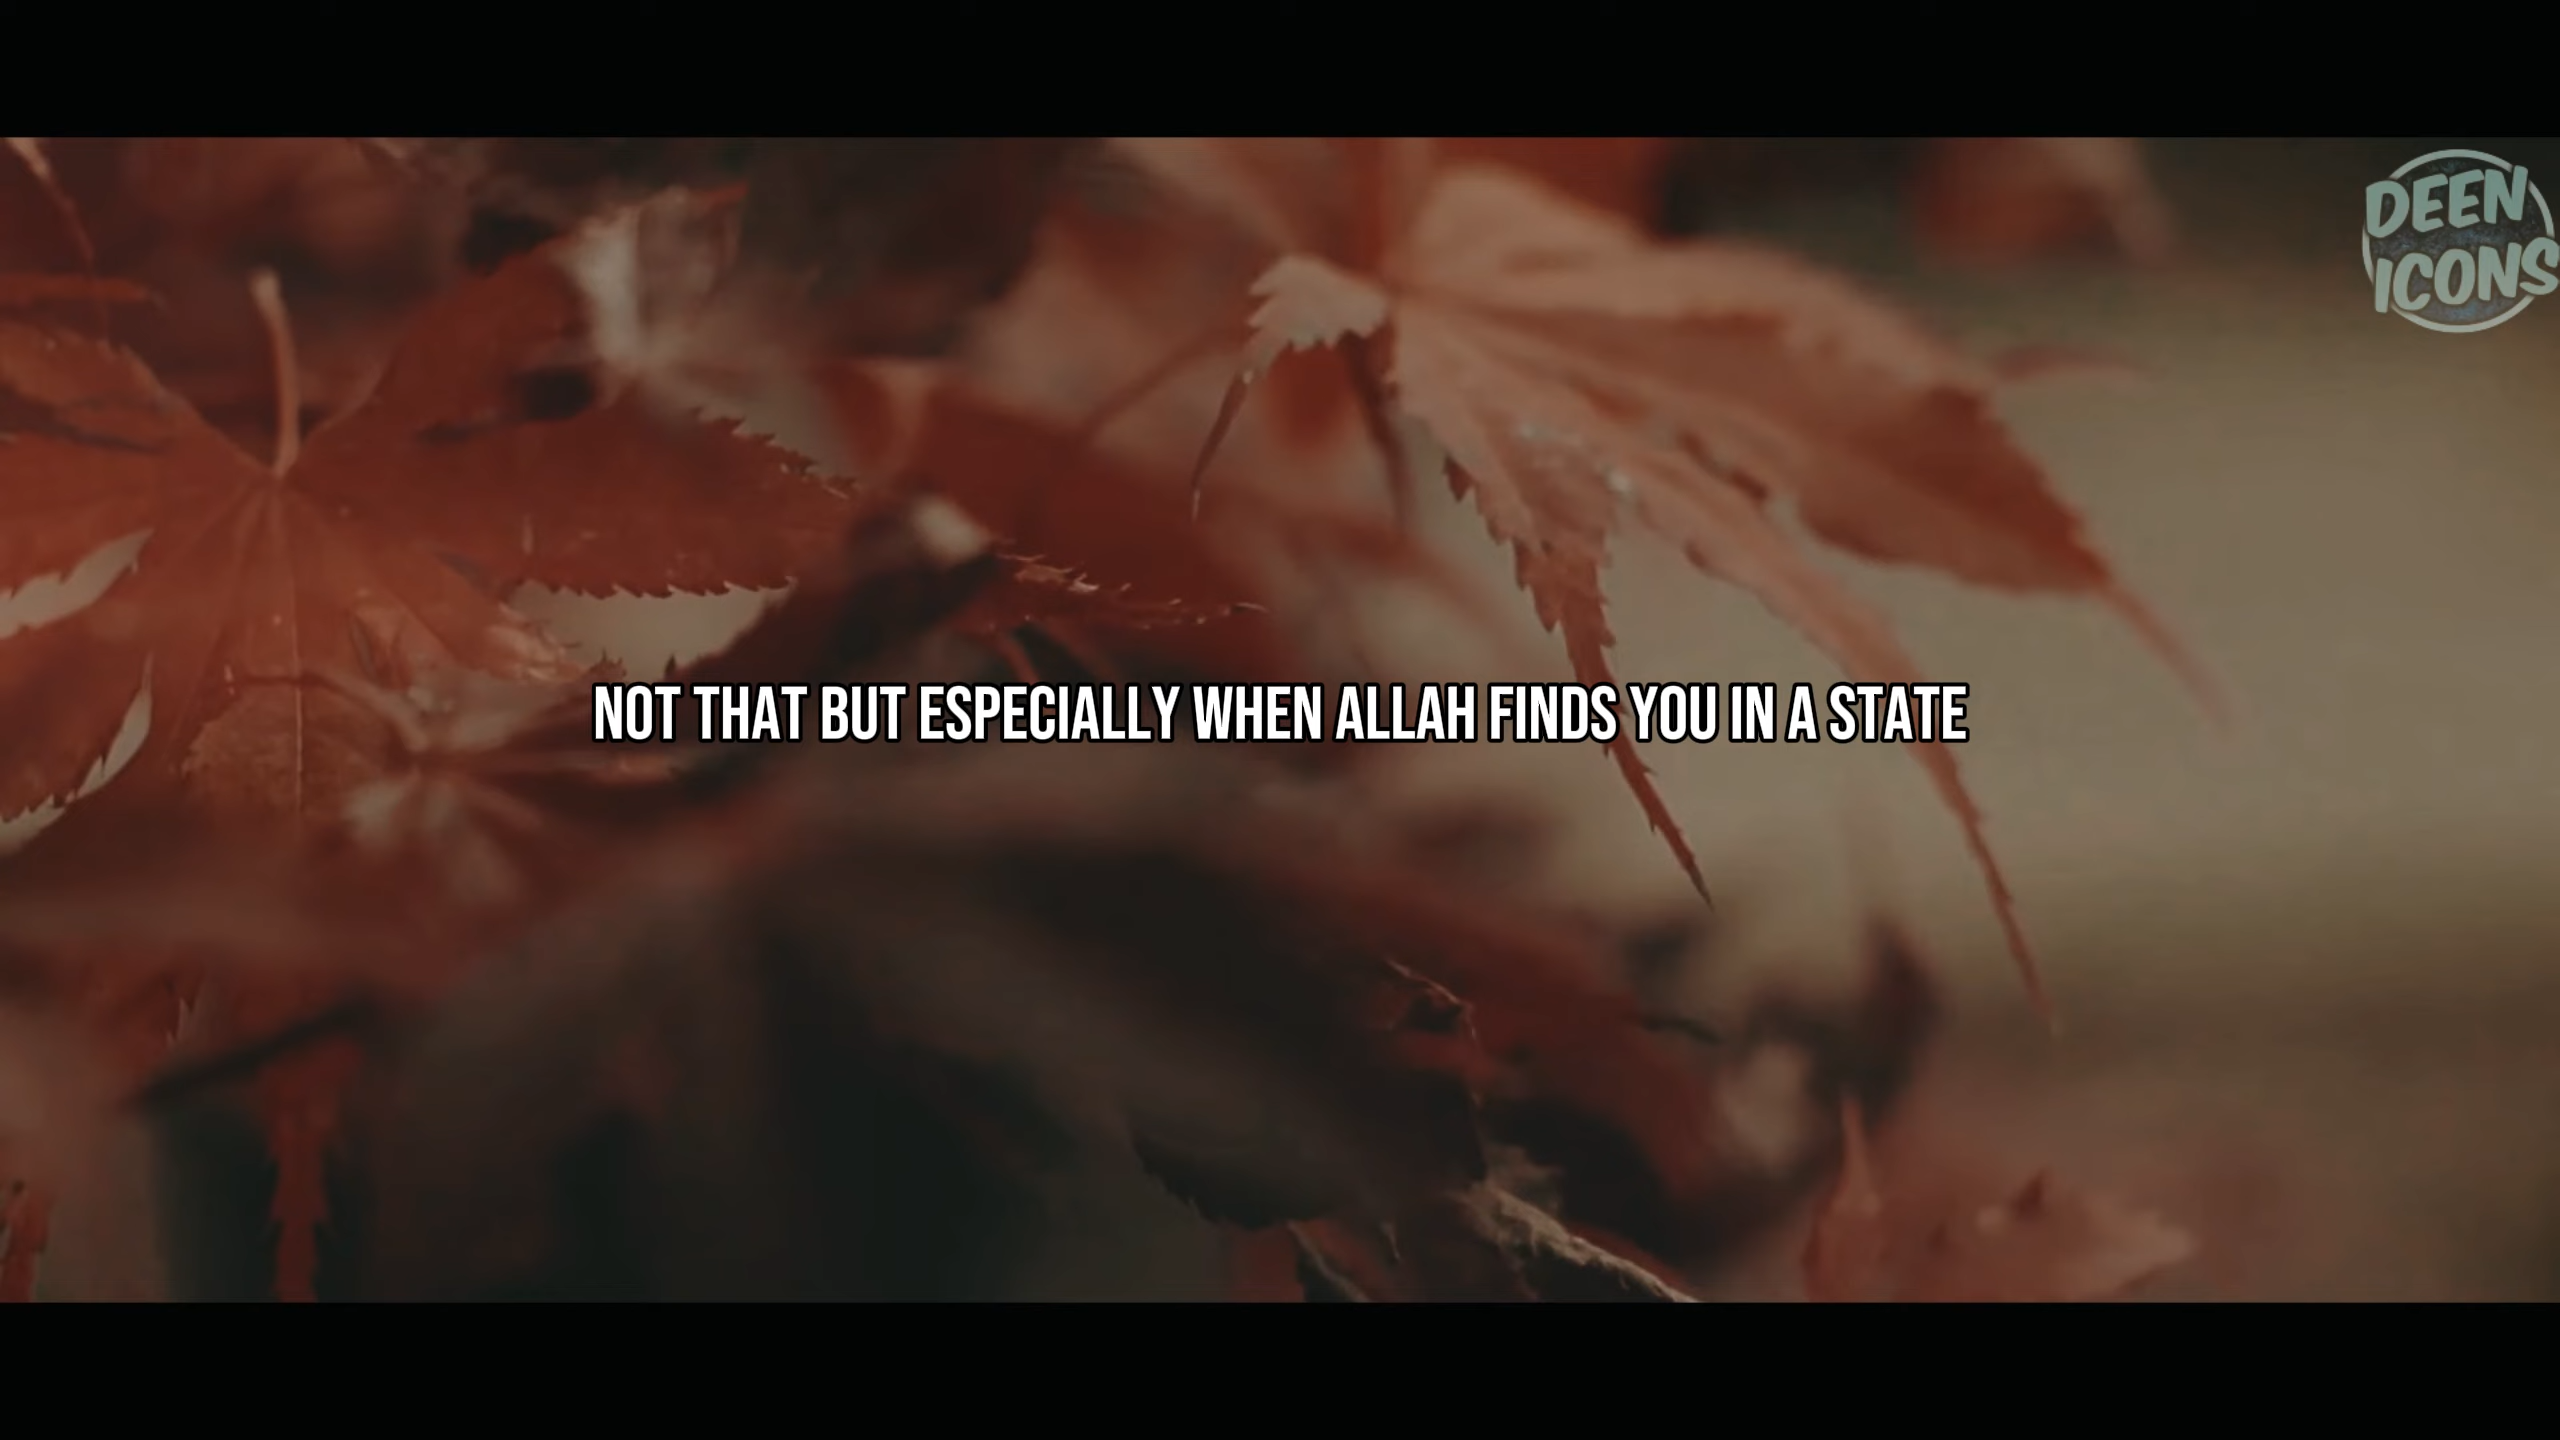 DEEN
ICONS
NOT THAT BUT ESPECIALLY WHEN ALLAH FINDS YOU IN A STATE